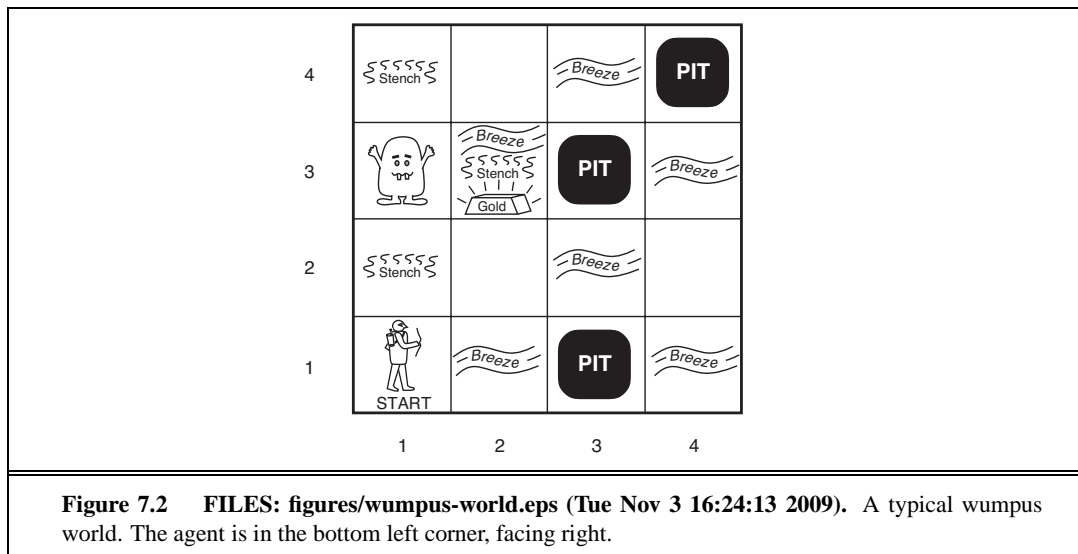 4 Stench Breeze PIT
Breeze
3 Stench PIT Breeze
Gold
2 Stench Breeze
1 Breeze PIT Breeze
START
1 2 3 4
Figure 7.2 FILES: figures/wumpus-world.eps (Tue Nov 3 16:24:13 2009). A typical wumpus
world. The agent is in the bottom left corner, facing right.